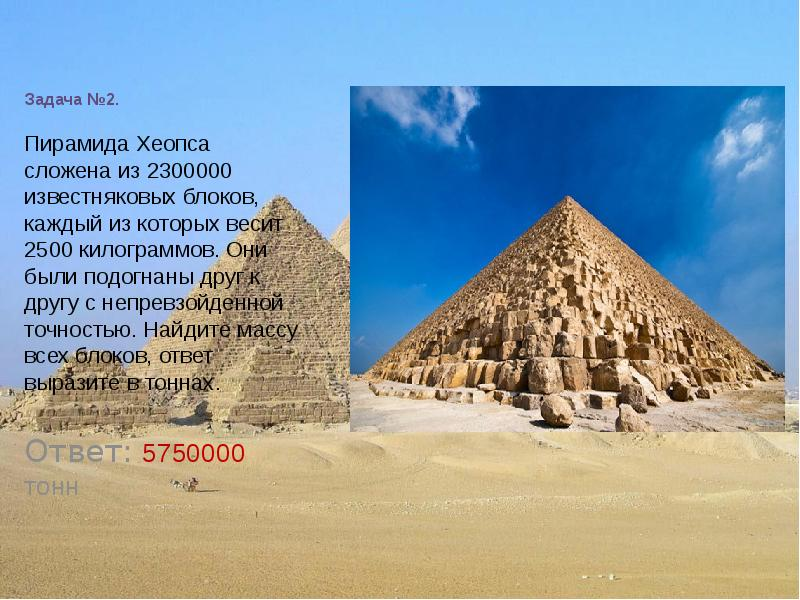 Задача №2.
Пирамида Хеопса
сложена из 2300000
известняковых блоков,
каждый из которых весит
2500 килограммов. Они
были подогнаны друг к
другу с непревзойденной
точностью. Найдите массу
всех блоков, ответ
выразите в тоннах.
Ответ: 5750000
тонн